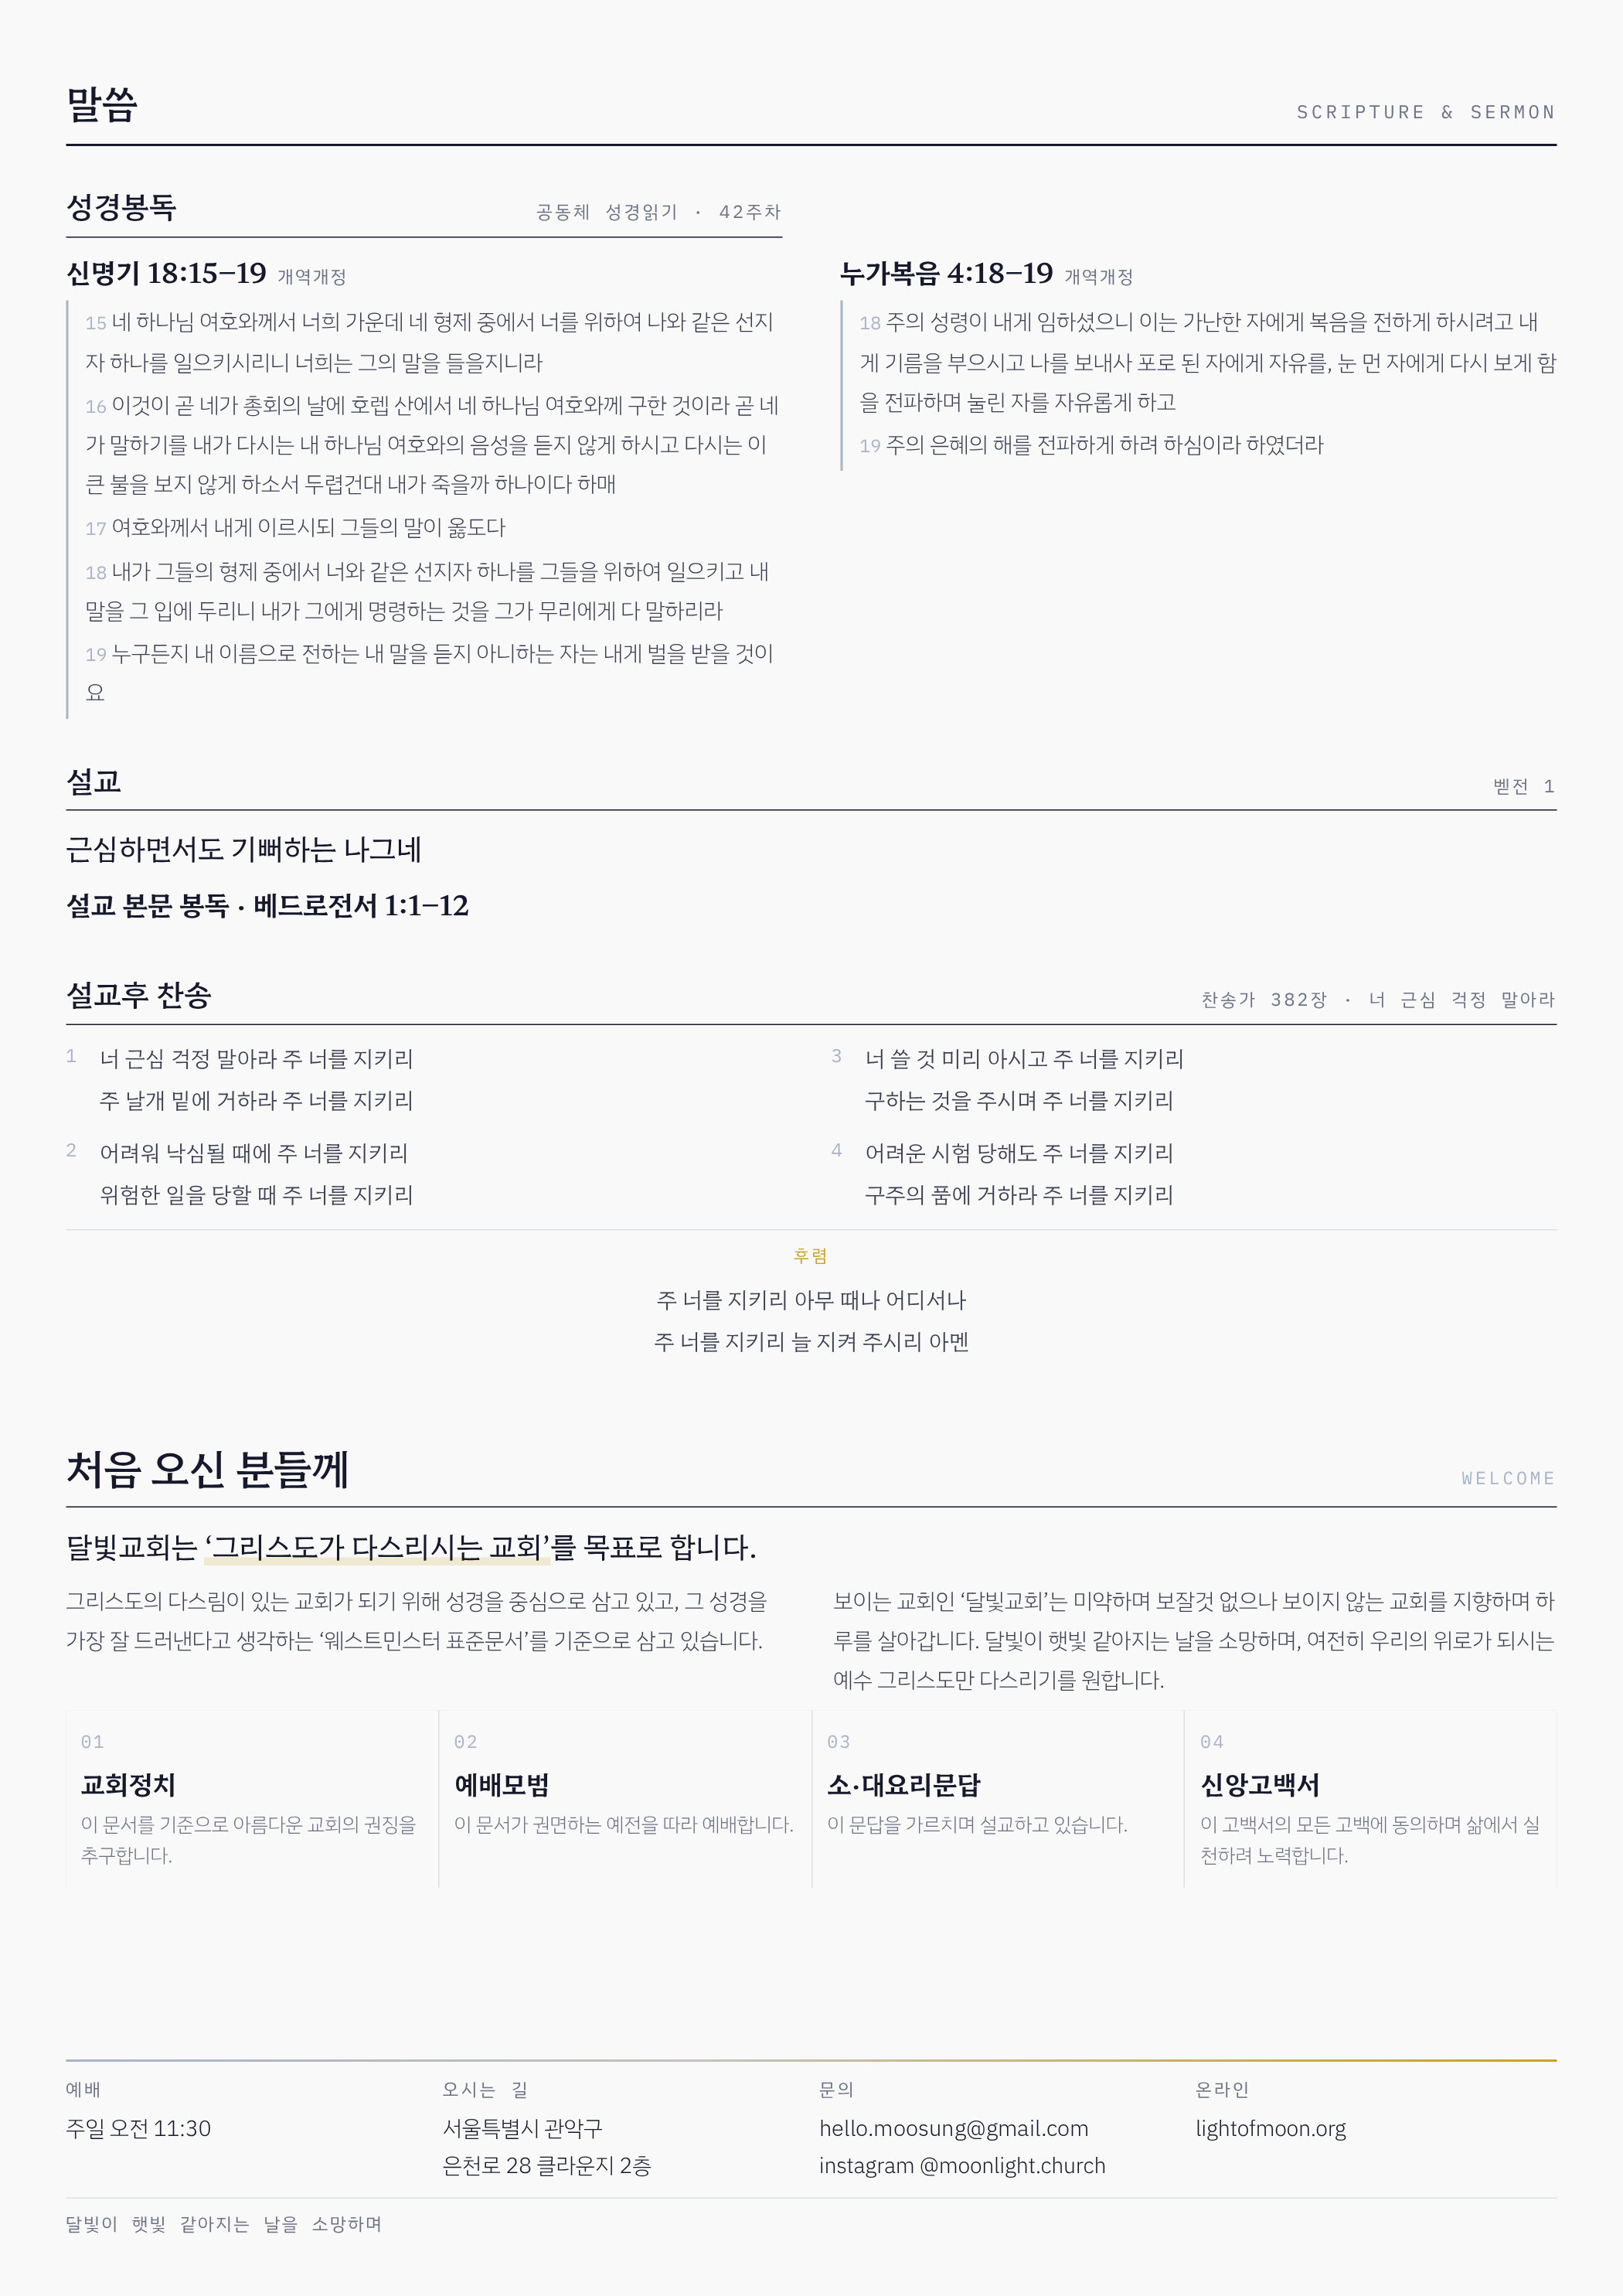 말씀
SCRIPTURE & SERMON
성경봉독
공동체 성경읽기 · 42주차
신명기 18:15–19 개역개정
15 네 하나님 여호와께서 너희 가운데 네 형제 중에서 너를 위하여 나와 같은 선지
자 하나를 일으키시리니 너희는 그의 말을 들을지니라
16 이것이 곧 네가 총회의 날에 호렙 산에서 네 하나님 여호와께 구한 것이라 곧 네
가 말하기를 내가 다시는 내 하나님 여호와의 음성을 듣지 않게 하시고 다시는 이
큰 불을 보지 않게 하소서 두렵건대 내가 죽을까 하나이다 하매
17 여호와께서 내게 이르시되 그들의 말이 옳도다
18 내가 그들의 형제 중에서 너와 같은 선지자 하나를 그들을 위하여 일으키고 내
말을 그 입에 두리니 내가 그에게 명령하는 것을 그가 무리에게 다 말하리라
19 누구든지 내 이름으로 전하는 내 말을 듣지 아니하는 자는 내게 벌을 받을 것이
요
누가복음 4:18–19 개역개정
18 주의 성령이 내게 임하셨으니 이는 가난한 자에게 복음을 전하게 하시려고 내
게 기름을 부으시고 나를 보내사 포로 된 자에게 자유를, 눈 먼 자에게 다시 보게 함
을 전파하며 눌린 자를 자유롭게 하고
19 주의 은혜의 해를 전파하게 하려 하심이라 하였더라
설교
벧전 1
근심하면서도 기뻐하는 나그네
설교 본문 봉독 · 베드로전서 1:1–12
설교후 찬송
찬송가 382장 · 너 근심 걱정 말아라
1 너 근심 걱정 말아라 주 너를 지키리
주 날개 밑에 거하라 주 너를 지키리
2 어려워 낙심될 때에 주 너를 지키리
위험한 일을 당할 때 주 너를 지키리
3 너 쓸 것 미리 아시고 주 너를 지키리
구하는 것을 주시며 주 너를 지키리
4 어려운 시험 당해도 주 너를 지키리
구주의 품에 거하라 주 너를 지키리
후렴
주 너를 지키리 아무 때나 어디서나
주 너를 지키리 늘 지켜 주시리 아멘
처음 오신 분들께
WELCOME
달빛교회는 ‘그리스도가 다스리시는 교회’를 목표로 합니다.
그리스도의 다스림이 있는 교회가 되기 위해 성경을 중심으로 삼고 있고, 그 성경을
가장 잘 드러낸다고 생각하는 ‘웨스트민스터 표준문서’를 기준으로 삼고 있습니다.
보이는 교회인 ‘달빛교회’는 미약하며 보잘것 없으나 보이지 않는 교회를 지향하며 하
루를 살아갑니다. 달빛이 햇빛 같아지는 날을 소망하며, 여전히 우리의 위로가 되시는
예수 그리스도만 다스리기를 원합니다.
01
교회정치
이 문서를 기준으로 아름다운 교회의 권징을
추구합니다.
02
예배모범
이 문서가 권면하는 예전을 따라 예배합니다.
03
소·대요리문답
이 문답을 가르치며 설교하고 있습니다.
04
신앙고백서
이 고백서의 모든 고백에 동의하며 삶에서 실
천하려 노력합니다.
예배
주일 오전 11:30
오시는 길
서울특별시 관악구
은천로 28 클라운지 2층
문의
hello.moosung@gmail.com
instagram @moonlight.church
온라인
lightofmoon.org
달빛이 햇빛 같아지는 날을 소망하며